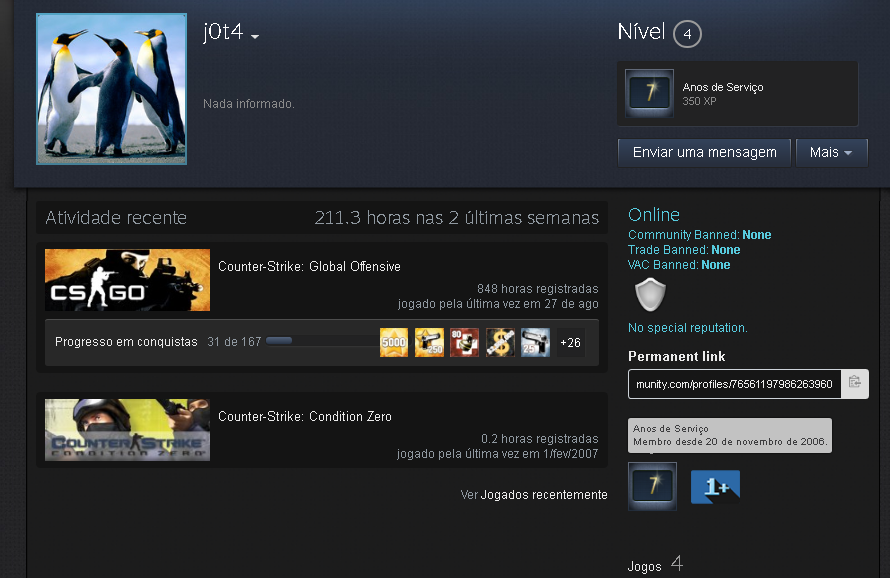 j0t4
Nada informado.
Nível 4
7
Anos de Serviço
350 XP
Enviar uma mensagem
Mais
Atividade recente
211.3 horas nas 2 últimas semanas
CS GO
Counter-Strike: Global Offensive
848 horas registradas
jogado pela última vez em 27 de ago
Progresso em conquistas 31 de 167
5000
250
80
25
+26
COUNTER STRIKE
CONDITION ZERO
Counter-Strike: Condition Zero
0.2 horas registradas
jogado pela última vez em 1/fev/2007
Ver Jogados recentemente
Online
Community Banned: None
Trade Banned: None
VAC Banned: None
No special reputation.
Permanent link
munity.com/profiles/76561197986263960
Anos de Serviço
Membro desde 20 de novembro de 2006.
7
1+
Jogos 4